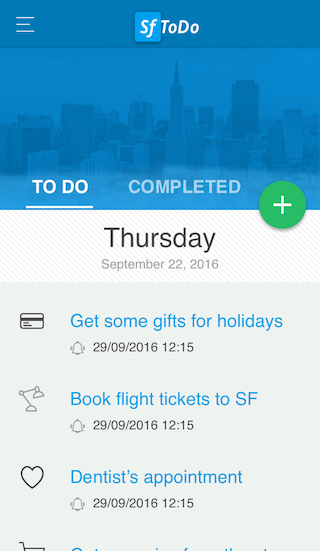 Sf ToDo
TO DO
COMPLETED
Thursday
September 22, 2016
Get some gifts for holidays
29/09/2016 12:15
Book flight tickets to SF
29/09/2016 12:15
Dentist's appointment
29/09/2016 12:15